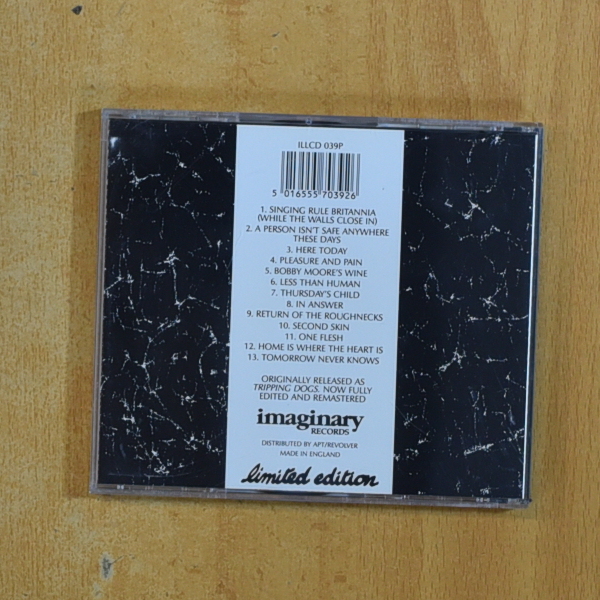 ILLCD 039P
5 016555 703926
1. SINGING RULE BRITANNIA
(WHILE THE WALLS CLOSE IN)
2. A PERSON ISN'T SAFE ANYWHERE
THESE DAYS
3. HERE TODAY
4. PLEASURE AND PAIN
5. BOBBY MOORE'S WINE
6. LESS THAN HUMAN
7. THURSDAY'S CHILD
8. IN ANSWER
9. RETURN OF THE ROUGHNECKS
10. SECOND SKIN
11. ONE FLESH
12. HOME IS WHERE THE HEART IS
13. TOMORROW NEVER KNOWS
ORIGINALLY RELEASED AS
TRIPPING DOGS. NOW FULLY
EDITED AND REMASTERED
imaginary
RECORDS
DISTRIBUTED BY APT/REVOLVER
MADE IN ENGLAND
limited edition